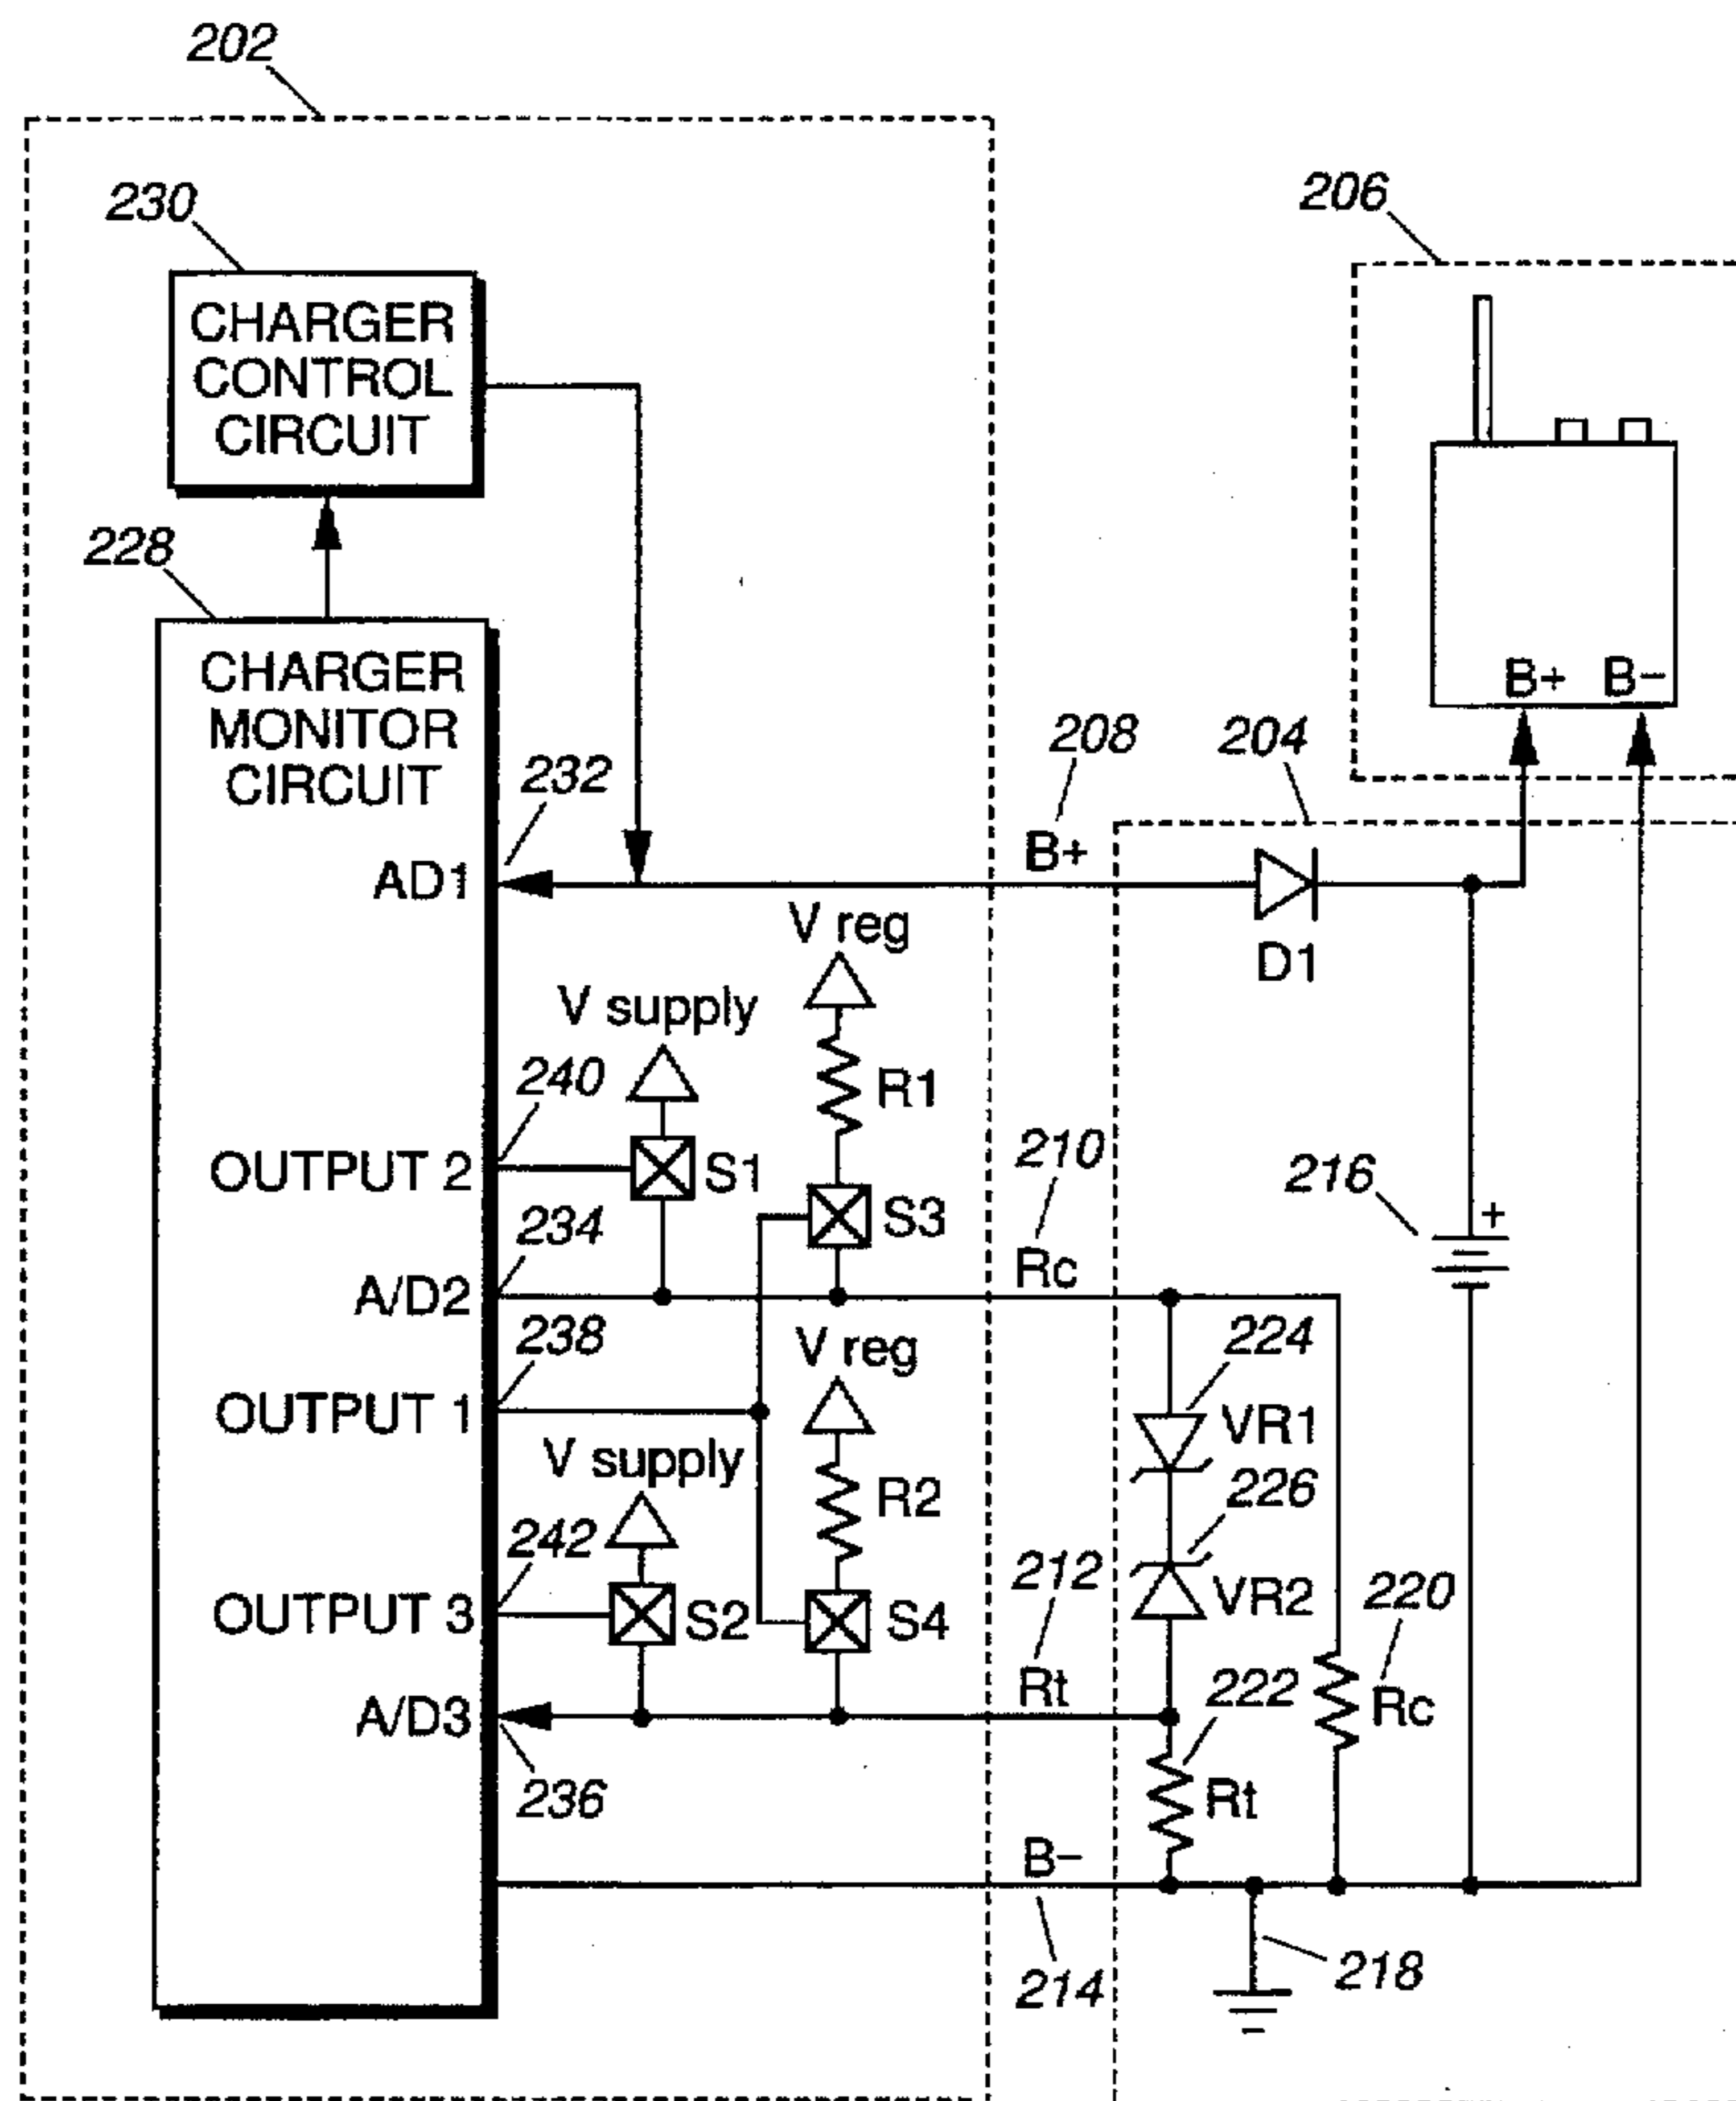 202
230
206
CHARGER
CONTROL
CIRCUIT
228
CHARGER
MONITOR
CIRCUIT
B+ B−
208
204
232
B+
AD1
V reg
D1
V supply
240
R1
210
216
OUTPUT 2
S1
+
234
S3
Rc
A/D2
238
V reg
224
OUTPUT 1
VR1
V supply
226
R2
242
212
VR2
220
OUTPUT 3
S2
S4
Rt
222
Rc
A/D3
236
Rt
B−
214
218